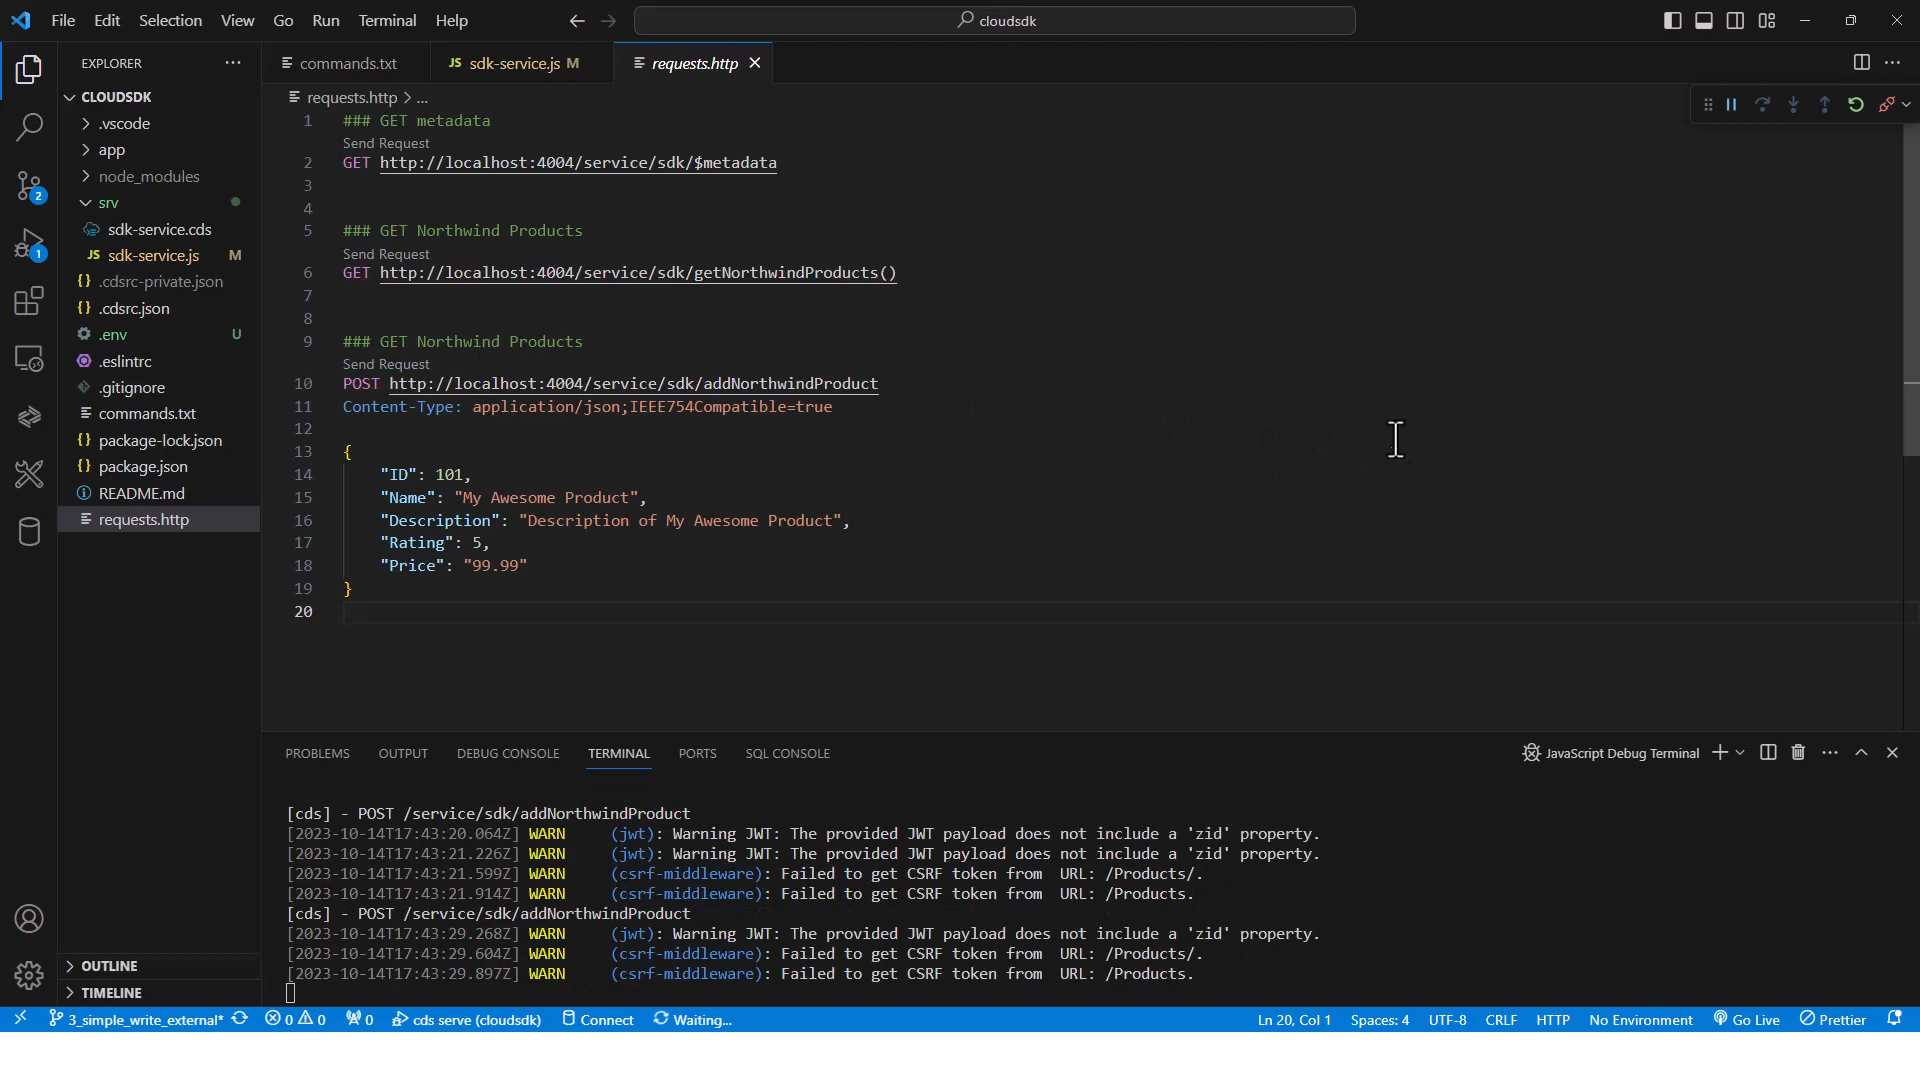 File Edit Selection View Go Run Terminal Help
cloudsdk
EXPLORER
CLOUDSDK
.vscode
app
node_modules
srv
sdk-service.cds
JS sdk-service.js M
{} .cdsrc-private.json
{} .cdsrc.json
.env U
.eslintrc
.gitignore
commands.txt
{} package-lock.json
{} package.json
README.md
requests.http
OUTLINE
TIMELINE
2
1
commands.txt
JS sdk-service.js M
requests.http
requests.http > ...
1 ### GET metadata
Send Request
2 GET http://localhost:4004/service/sdk/$metadata
3
4
5 ### GET Northwind Products
Send Request
6 GET http://localhost:4004/service/sdk/getNorthwindProducts()
7
8
9 ### GET Northwind Products
Send Request
10 POST http://localhost:4004/service/sdk/addNorthwindProduct
11 Content-Type: application/json;IEEE754Compatible=true
12
13 {
14 "ID": 101,
15 "Name": "My Awesome Product",
16 "Description": "Description of My Awesome Product",
17 "Rating": 5,
18 "Price": "99.99"
19 }
20
PROBLEMS OUTPUT DEBUG CONSOLE TERMINAL PORTS SQL CONSOLE
JavaScript Debug Terminal
[cds] - POST /service/sdk/addNorthwindProduct
[2023-10-14T17:43:20.064Z] WARN (jwt): Warning JWT: The provided JWT payload does not include a 'zid' property.
[2023-10-14T17:43:21.226Z] WARN (jwt): Warning JWT: The provided JWT payload does not include a 'zid' property.
[2023-10-14T17:43:21.599Z] WARN (csrf-middleware): Failed to get CSRF token from URL: /Products/.
[2023-10-14T17:43:21.914Z] WARN (csrf-middleware): Failed to get CSRF token from URL: /Products.
[cds] - POST /service/sdk/addNorthwindProduct
[2023-10-14T17:43:29.268Z] WARN (jwt): Warning JWT: The provided JWT payload does not include a 'zid' property.
[2023-10-14T17:43:29.604Z] WARN (csrf-middleware): Failed to get CSRF token from URL: /Products/.
[2023-10-14T17:43:29.897Z] WARN (csrf-middleware): Failed to get CSRF token from URL: /Products.
3_simple_write_external* 0 0 0 cds serve (cloudsdk) Connect Waiting... Ln 20, Col 1 Spaces: 4 UTF-8 CRLF HTTP No Environment Go Live Prettier